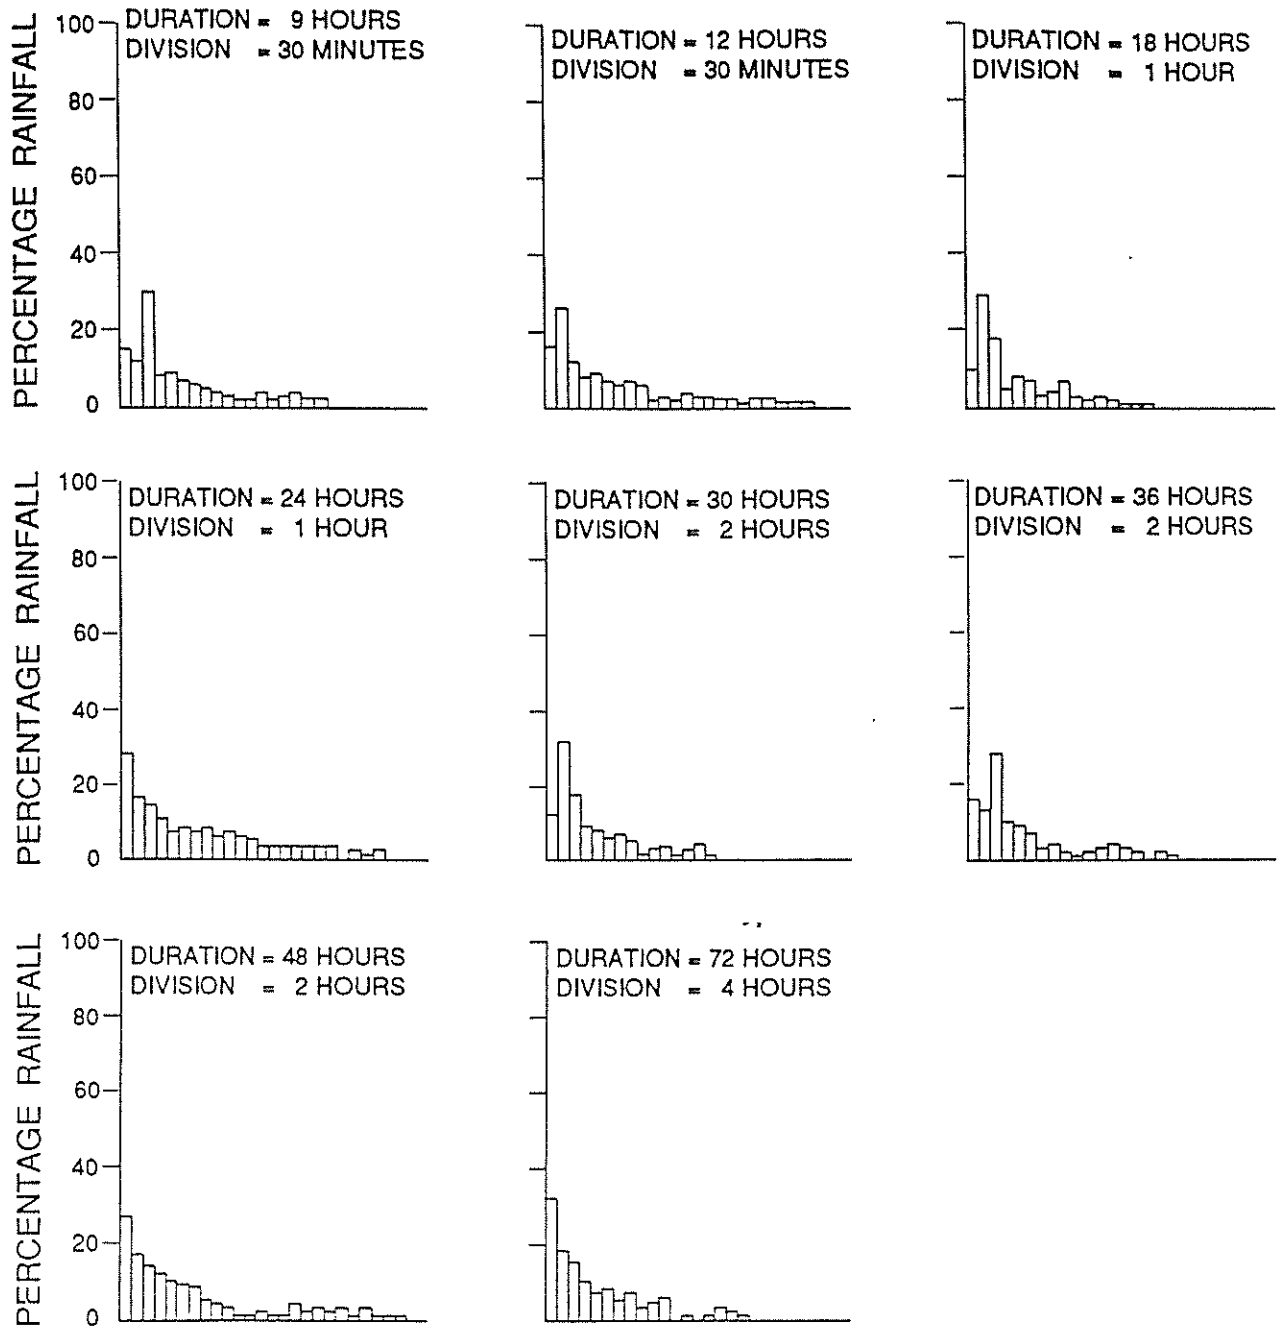 PERCENTAGE RAINFALL
100
80
60
40
20
0
DURATION = 9 HOURS
DIVISION = 30 MINUTES
DURATION = 12 HOURS
DIVISION = 30 MINUTES
DURATION = 18 HOURS
DIVISION = 1 HOUR
PERCENTAGE RAINFALL
100
80
60
40
20
0
DURATION = 24 HOURS
DIVISION = 1 HOUR
DURATION = 30 HOURS
DIVISION = 2 HOURS
DURATION = 36 HOURS
DIVISION = 2 HOURS
PERCENTAGE RAINFALL
100
80
60
40
20
0
DURATION = 48 HOURS
DIVISION = 2 HOURS
DURATION = 72 HOURS
DIVISION = 4 HOURS